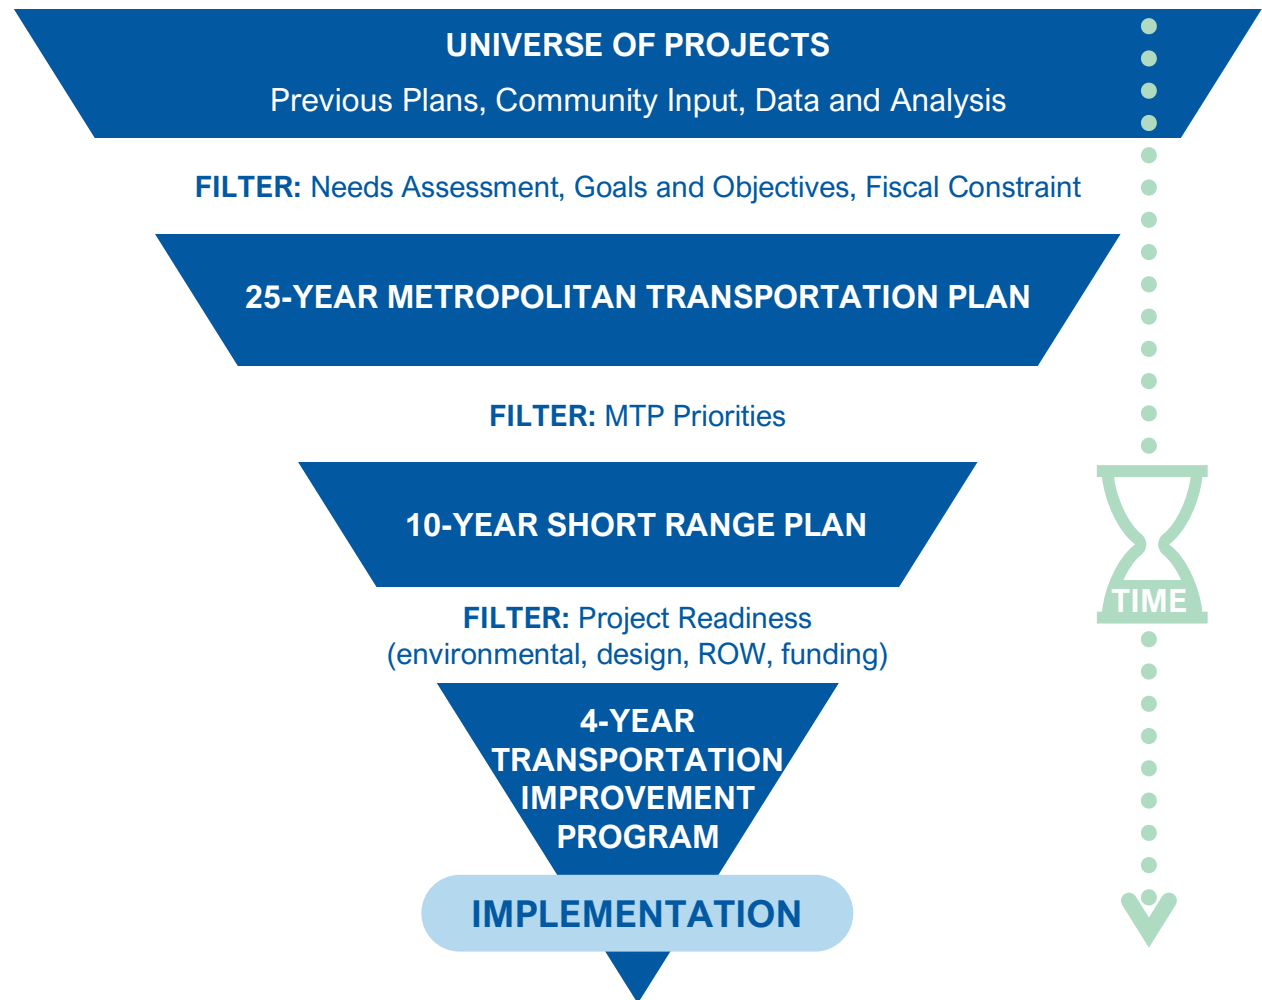 UNIVERSE OF PROJECTS
Previous Plans, Community Input, Data and Analysis
FILTER: Needs Assessment, Goals and Objectives, Fiscal Constraint
25-YEAR METROPOLITAN TRANSPORTATION PLAN
FILTER: MTP Priorities
10-YEAR SHORT RANGE PLAN
TIME
FILTER: Project Readiness
(environmental, design, ROW, funding)
4-YEAR
TRANSPORTATION
IMPROVEMENT
PROGRAM
IMPLEMENTATION